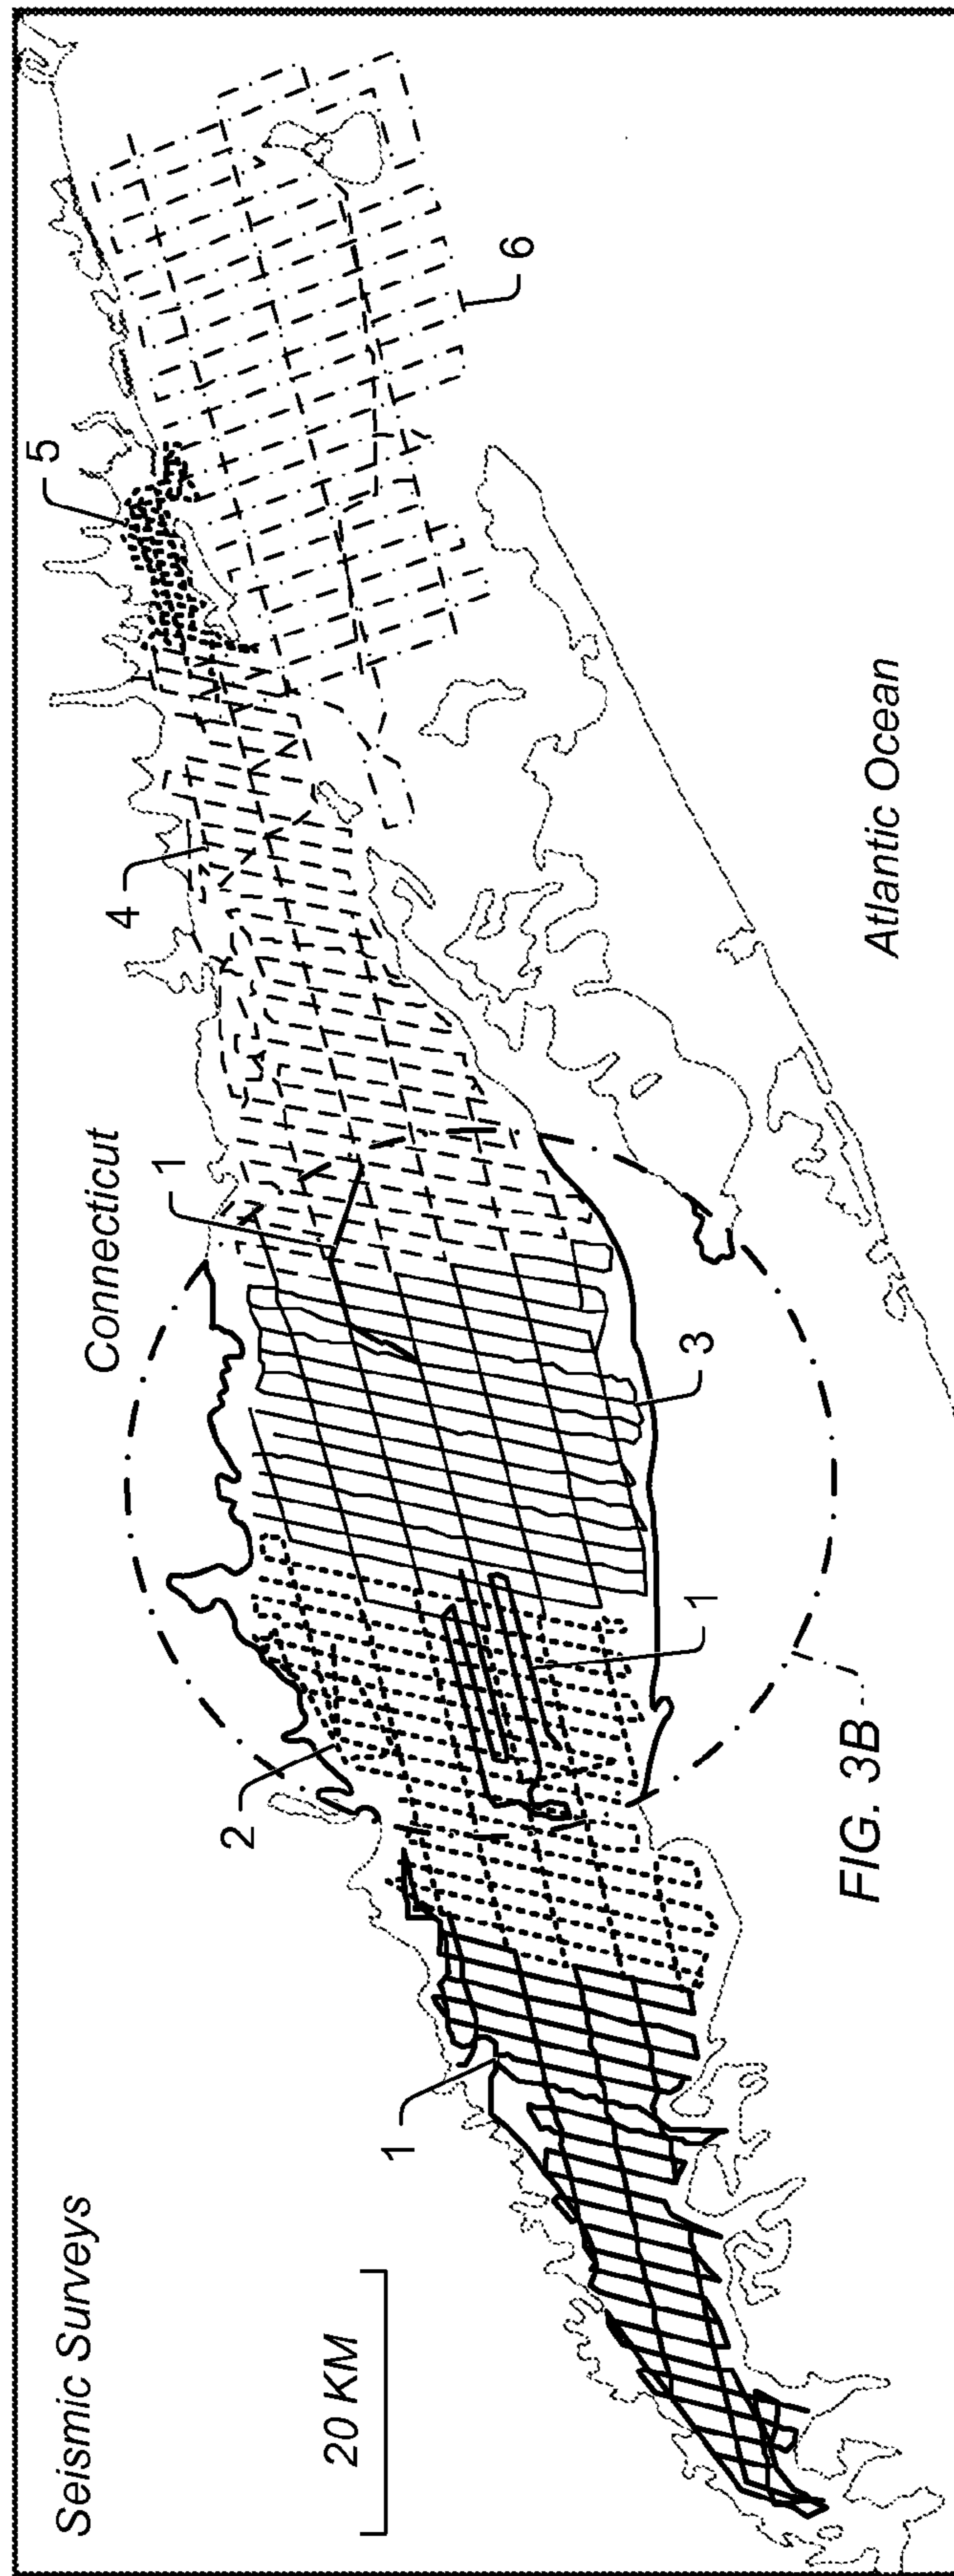 Seismic Surveys
20 KM
Connecticut
Atlantic Ocean
FIG. 3B
1
2
1
1
3
4
5
6